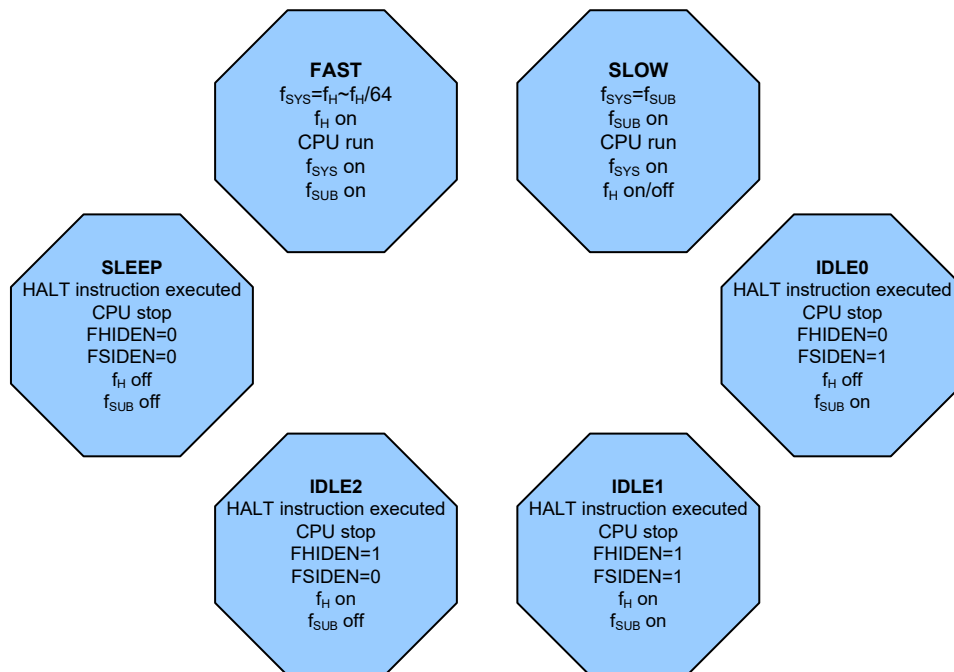 FAST
fSYS=fH~fH/64
fH on
CPU run
fSYS on
fSUB on
SLOW
fSYS=fSUB
fSUB on
CPU run
fSYS on
fH on/off
SLEEP
HALT instruction executed
CPU stop
FHIDEN=0
FSIDEN=0
fH off
fSUB off
IDLE0
HALT instruction executed
CPU stop
FHIDEN=0
FSIDEN=1
fH off
fSUB on
IDLE2
HALT instruction executed
CPU stop
FHIDEN=1
FSIDEN=0
fH on
fSUB off
IDLE1
HALT instruction executed
CPU stop
FHIDEN=1
FSIDEN=1
fH on
fSUB on